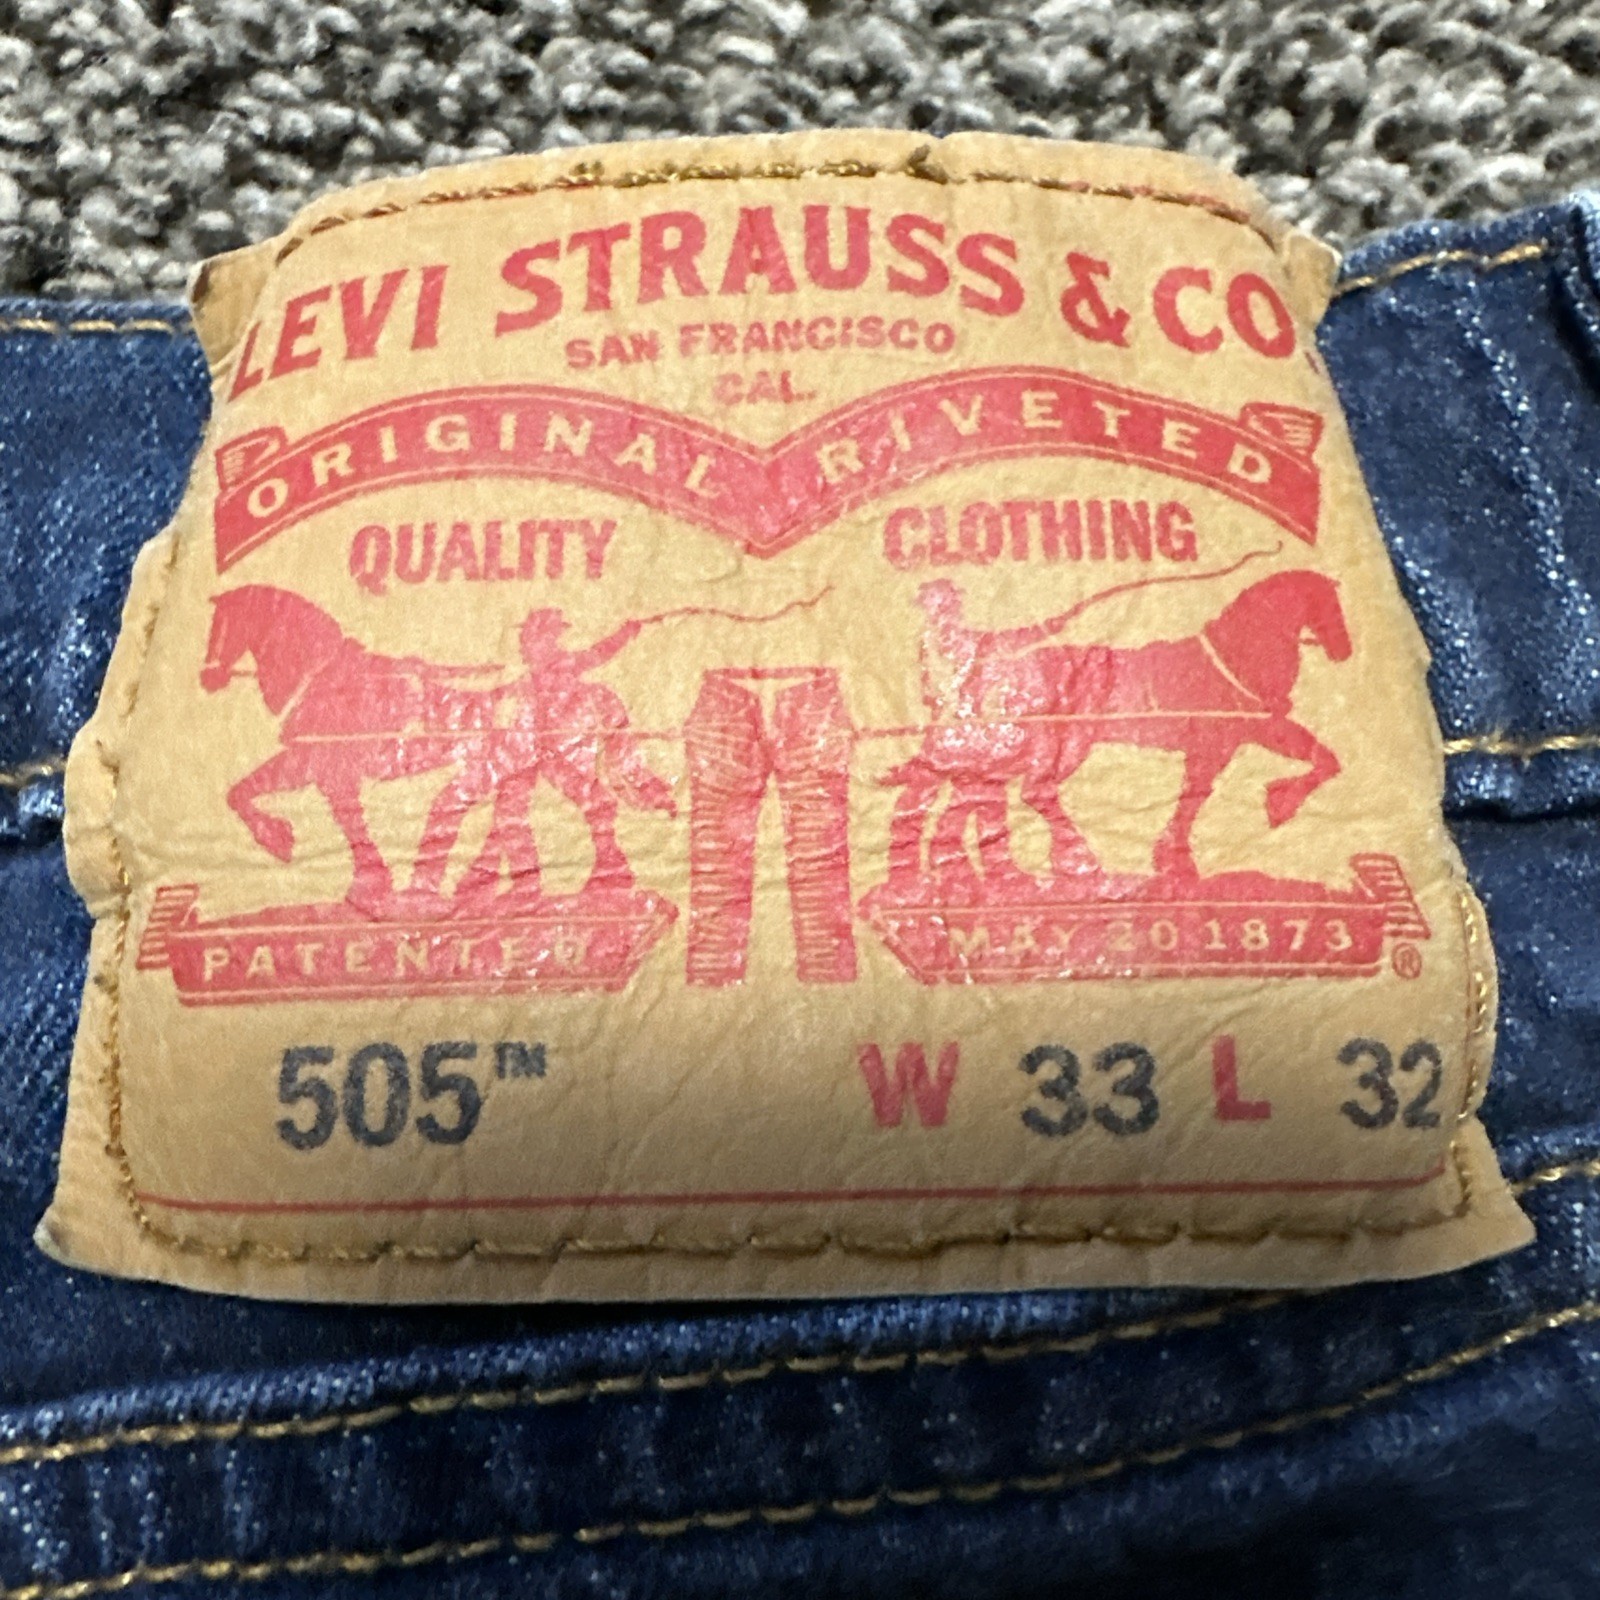 LEVI STRAUSS & CO.
SAN FRANCISCO
CAL.
ORIGINAL RIVETED
QUALITY CLOTHING
PATENTED MAY 20 1873 ®
505™ W 33 L 32